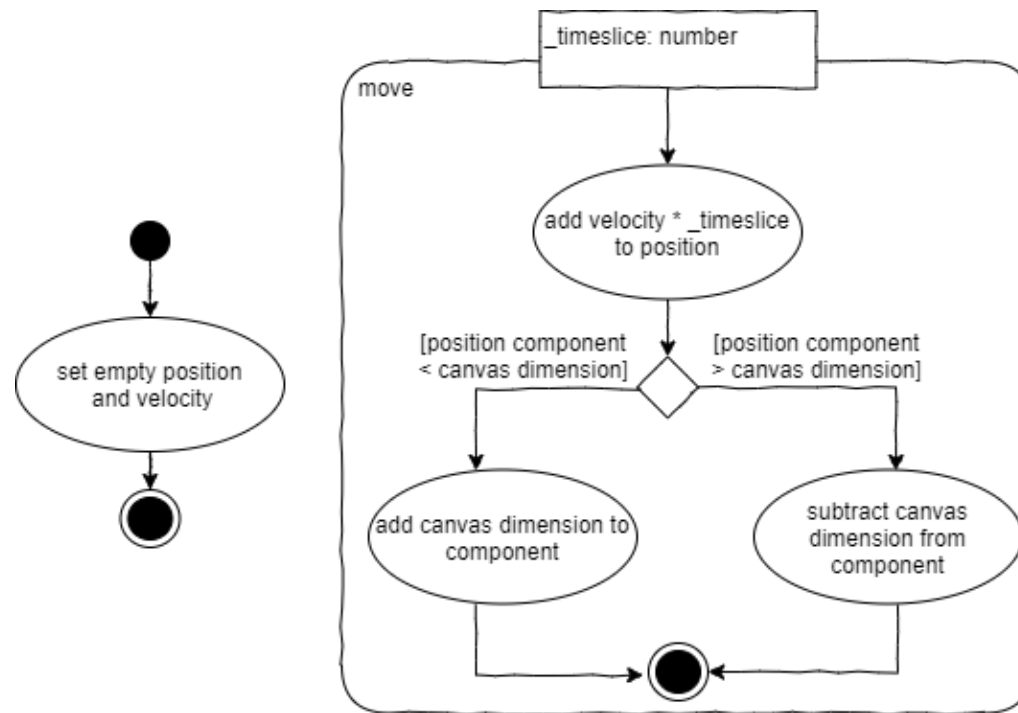 _timeslice: number
move
add velocity * _timeslice
to position
[position component
< canvas dimension]
[position component
> canvas dimension]
set empty position
and velocity
add canvas dimension to
component
subtract canvas
dimension from
component